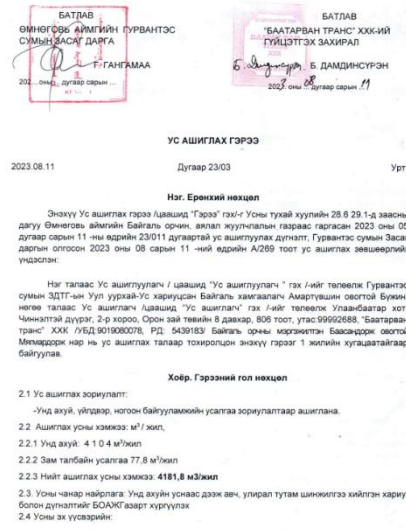 БАТЛАВ
ӨМНӨГОВЬ АЙМГИЙН ГУРВАНТЭС
СУМЫН ЗАСАГ ДАРГА
Г. ГАНГАМАА
202 оны дугаар сарын ...
БАТЛАВ
"БААТАРВАН ТРАНС" ХХК-ИЙ
ГҮЙЦЭТГЭХ ЗАХИРАЛ
Б. ДАМДИНСҮРЭН
2023 оны 08 дугаар сарын 11
УС АШИГЛАХ ГЭРЭЭ
2023.08.11 Дугаар 23/03 Урт
Нэг. Ерөнхий нөхцөл
Энэхүү Ус ашиглах гэрээ /цаашид "Гэрээ" гэх/-г Усны тухай хуулийн 28.6 29.1-д заасны
дагуу Өмнөговь аймгийн Байгаль орчин, аялал жуулчлалын газраас гаргасан 2023 оны 05
дугаар сарын 11 -ны өдрийн 23/011 дугаартай ус ашиглуулах дүгнэлт, Гурвантэс сумын Засаг
даргын олгосон 2023 оны 08 сарын 11 -ний өдрийн А/269 тоот ус ашиглах зөвшөөрлийг
үндэслэн:
Нэг талаас Ус ашиглуулагч / цаашид "Ус ашиглуулагч " гэх /-ийг төлөөлж Гурвантэс
сумын ЗДТГ-ын Уул уурхай-Ус хариуцсан Байгаль хамгаалагч Амартүвшин овогтой Бүжин
нөгөө талаас Ус ашиглагч /цаашид "Ус ашиглагч" гэх /-ийг төлөөлж Улаанбаатар хот
Чингэлтэй дүүрэг, 2-р хороо, Орон зай төвийн 8 давхар, 806 тоот, утас:99992688, "Баатарван
транс" ХХК /УБД:9019080078, РД: 5439183/ Байгаль орчны мэргэжилтэн Баасандорж овогтой
Мягмардорж нар нь ус ашиглах талаар тохиролцон энэхүү гэрээг 1 жилийн хугацаатайгаар
байгуулав.
Хоёр. Гэрээний гол нөхцөл
2.1 Ус ашиглах зориулалт:
-Унд ахуй, үйлдвэр, ногоон байгууламжийн усалгаа зориулалтаар ашиглана.
2.2 Ашиглах усны хэмжээ: м³ / жил,
2.2.1 Унд ахуй: 4 1 0 4 м³/жил
2.2.2 Зам талбайн усалгаа 77,8 м³/жил
2.2.3 Нийт ашиглах усны хэмжээ: 4181,8 м3/жил
2.3. Усны чанар найрлага: Унд ахуйн уснаас дээж авч, улирал тутам шинжилгээ хийлгэн хариу
болон дүгнэлтийг БОАЖГазарт хүргүүлэх
2.4 Усны эх үүсвэрийн: